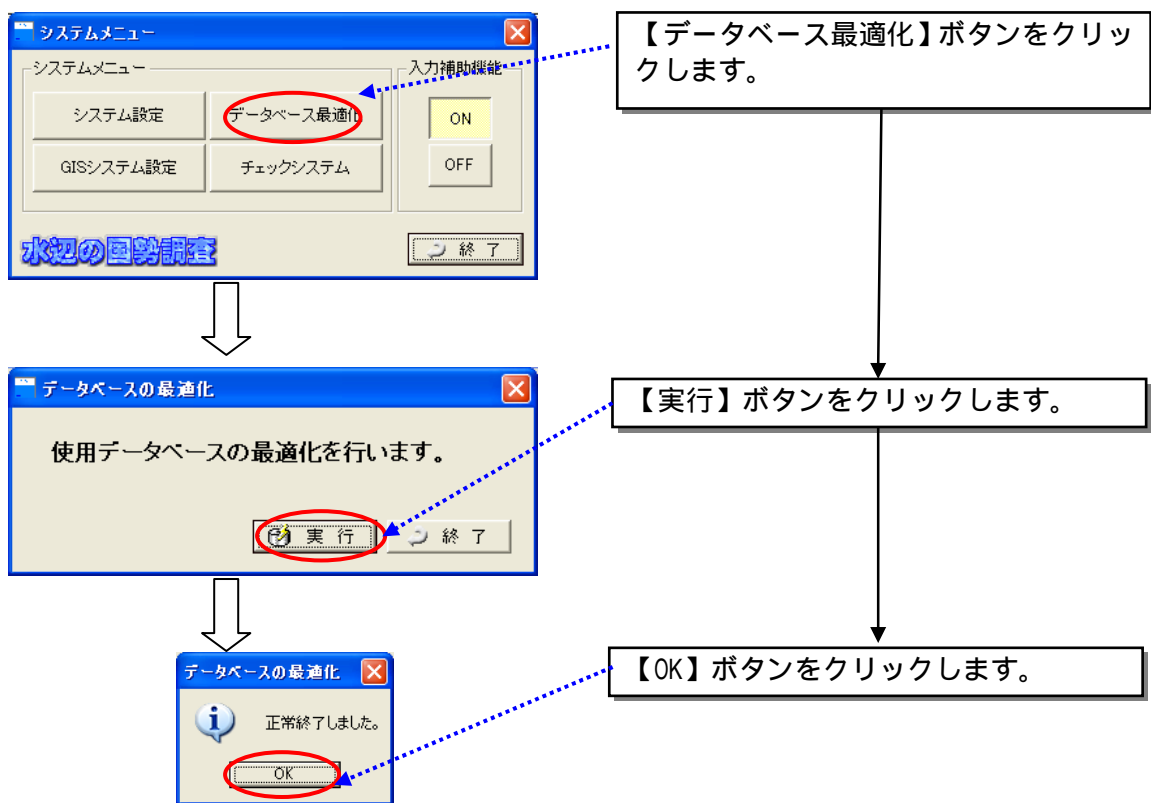 システムメニュー
システムメニュー
入力補助機能
システム設定
データベース最適化
ON
GISシステム設定
チェックシステム
OFF
水辺の国勢調査
終 了
【データベース最適化】ボタンをクリッ
クします。
データベースの最適化
使用データベースの最適化を行います。
実 行
終 了
【実行】ボタンをクリックします。
データベースの最適化
正常終了しました。
OK
【OK】ボタンをクリックします。